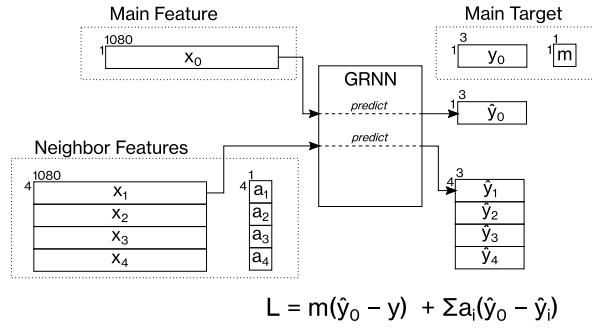 Main Feature
1080
1
x₀
Main Target
3
1
y₀
1
1
m
GRNN
predict
predict
3
1
ŷ₀
Neighbor Features
1080
4
x₁
x₂
x₃
x₄
1
4
a₁
a₂
a₃
a₄
3
4
ŷ₁
ŷ₂
ŷ₃
ŷ₄
L = m(ŷ₀ – y) + Σaᵢ(ŷ₀ – ŷᵢ)